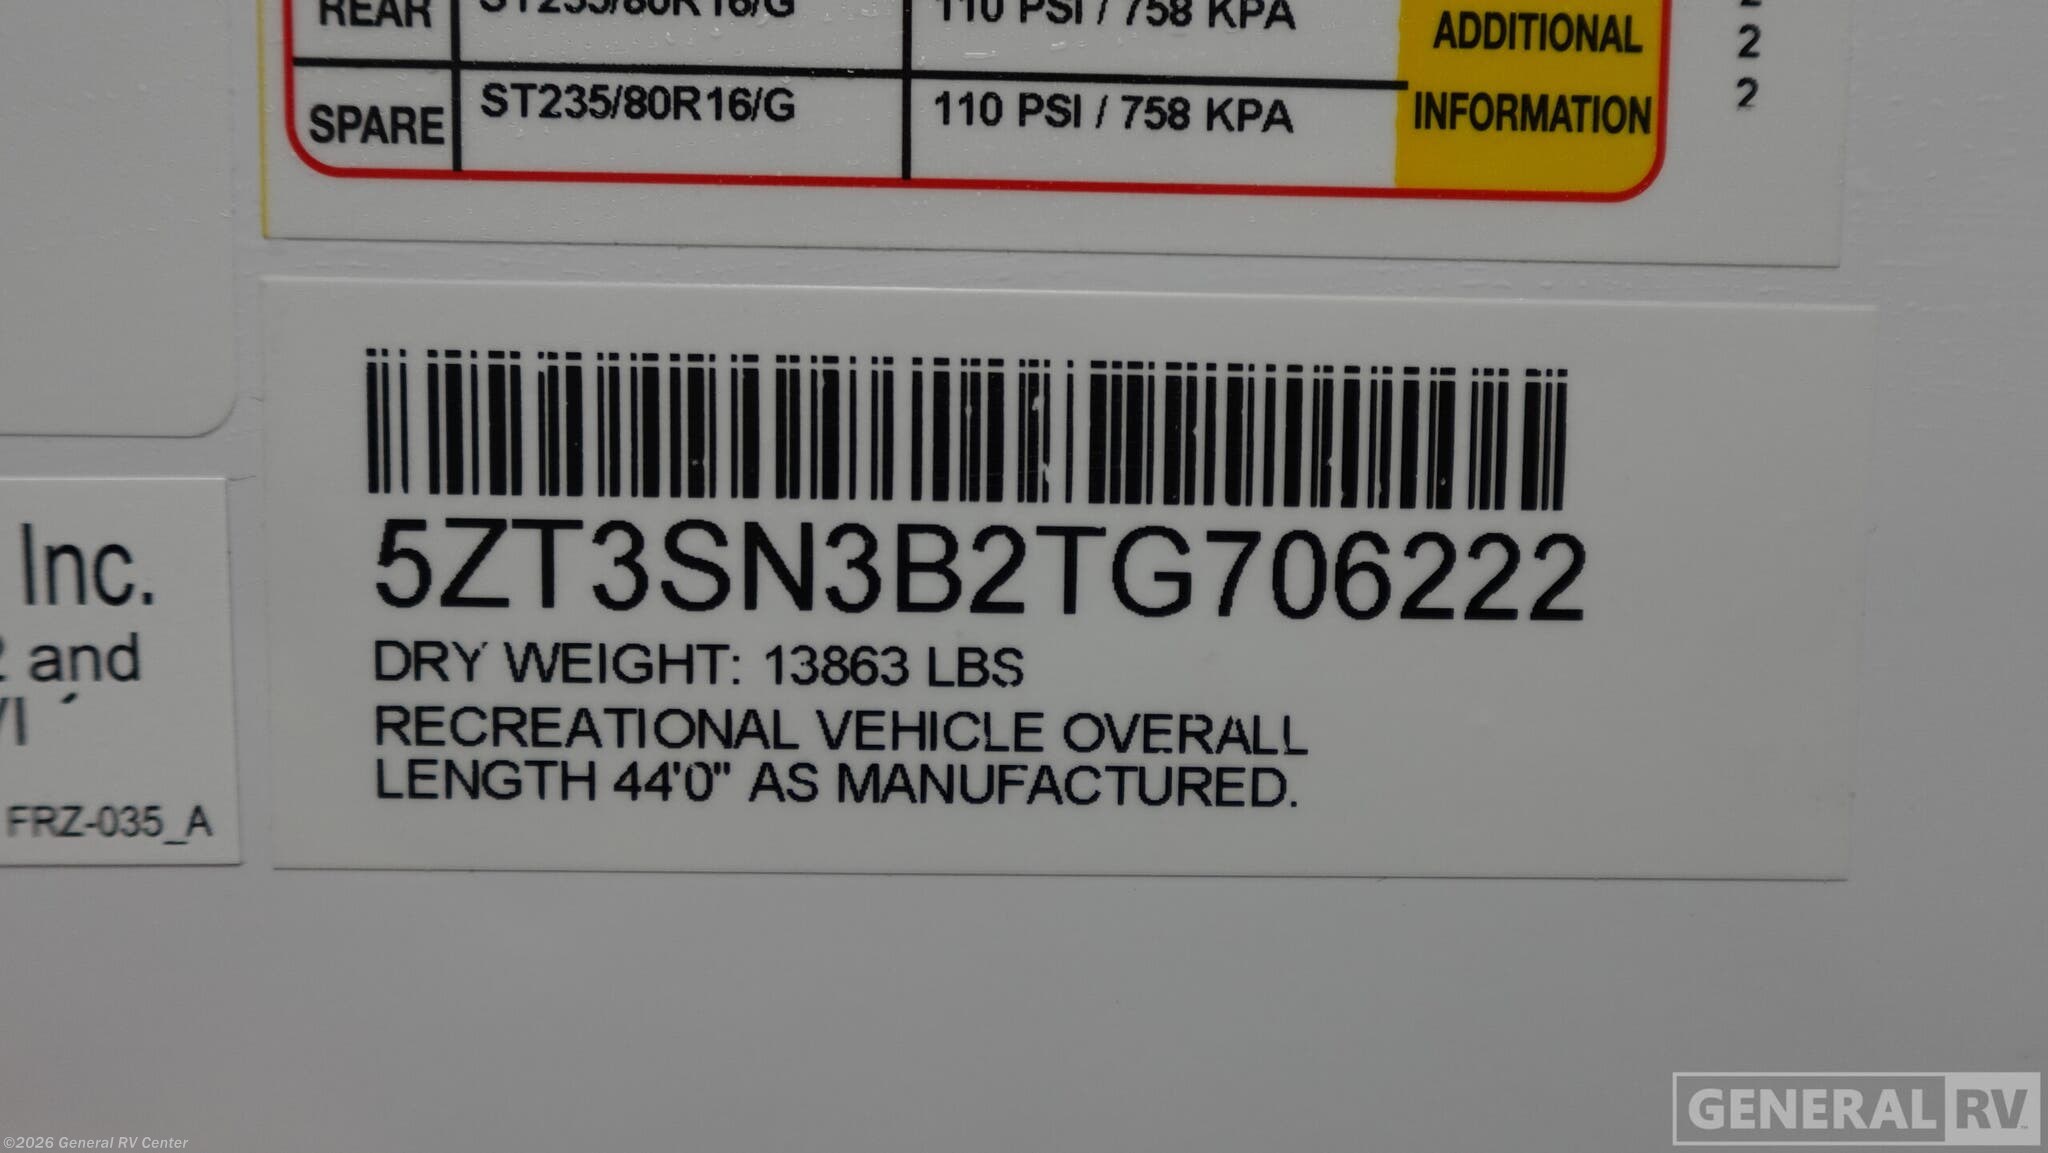 REAR ST235/80R16/G 110 PSI / 758 KPA
ADDITIONAL
2
SPARE ST235/80R16/G 110 PSI / 758 KPA
INFORMATION
2
5ZT3SN3B2TG706222
DRY WEIGHT: 13863 LBS
RECREATIONAL VEHICLE OVERALL
LENGTH 44'0" AS MANUFACTURED.
Inc.
2 and
FRZ-035_A
GENERAL RV
©2026 General RV Center